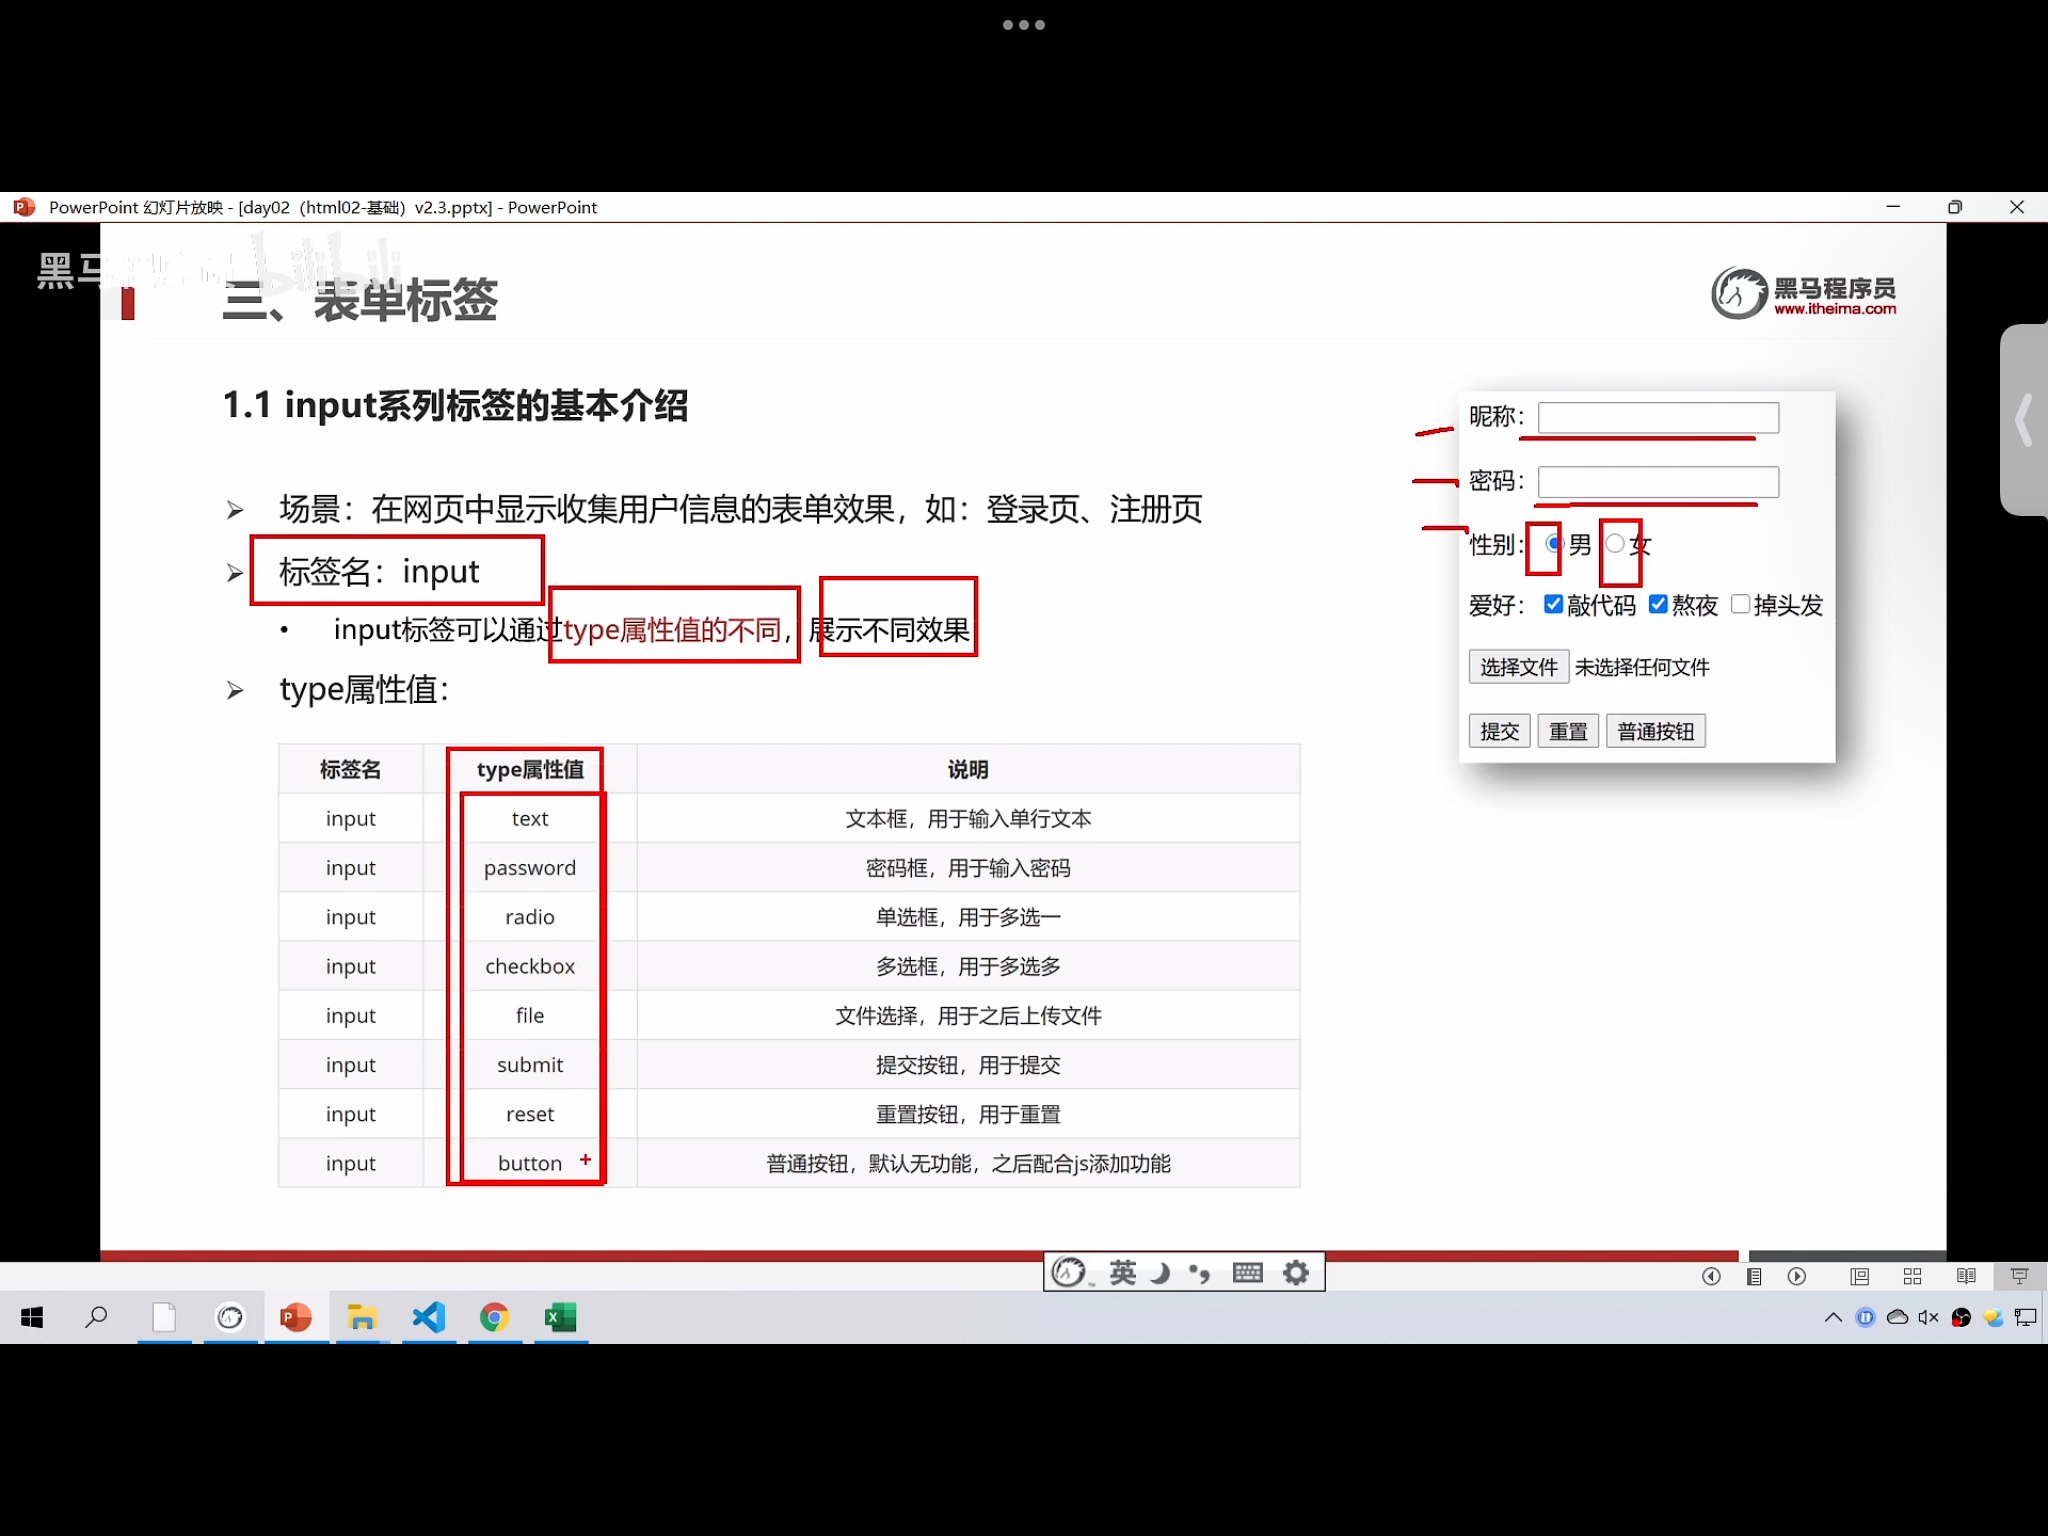 PowerPoint 幻灯片放映 - [day02（html02-基础）v2.3.pptx] - PowerPoint
bilibili
三、表单标签
黑马程序员
www.itheima.com
1.1 input系列标签的基本介绍
场景：在网页中显示收集用户信息的表单效果，如：登录页、注册页
标签名：input
• input标签可以通过type属性值的不同，展示不同效果
type属性值：
标签名 type属性值 说明
input text 文本框，用于输入单行文本
input password 密码框，用于输入密码
input radio 单选框，用于多选一
input checkbox 多选框，用于多选多
input file 文件选择，用于之后上传文件
input submit 提交按钮，用于提交
input reset 重置按钮，用于重置
input button 普通按钮，默认无功能，之后配合js添加功能
昵称：
密码：
性别： 男 女
爱好： 敲代码 熬夜 掉头发
选择文件 未选择任何文件
提交 重置 普通按钮
英